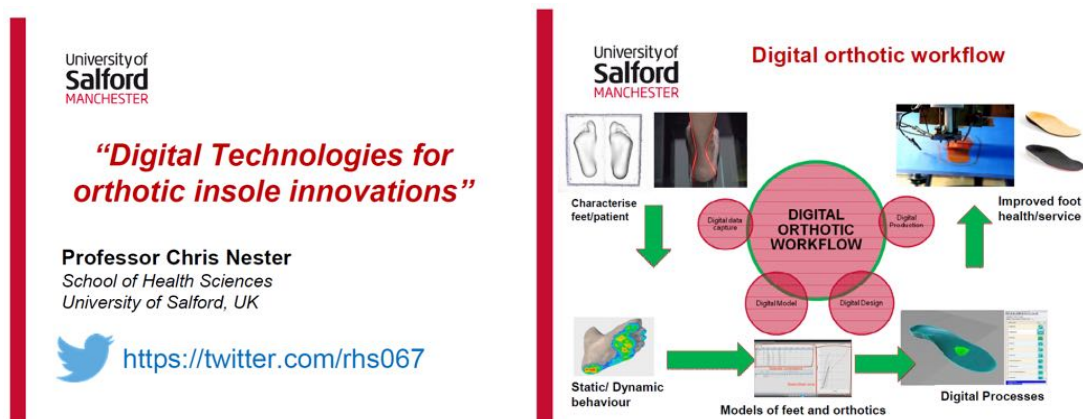 University of
Salford
MANCHESTER
“Digital Technologies for
orthotic insole innovations”
Professor Chris Nester
School of Health Sciences
University of Salford, UK
https://twitter.com/rhs067
University of
Salford
MANCHESTER
Digital orthotic workflow
Characterise
feet/patient
Improved foot
health/service
Digital data
capture
DIGITAL
ORTHOTIC
WORKFLOW
Digital
Production
Digital Model
Digital Design
Static/ Dynamic
behaviour
Models of feet and orthotics
Digital Processes